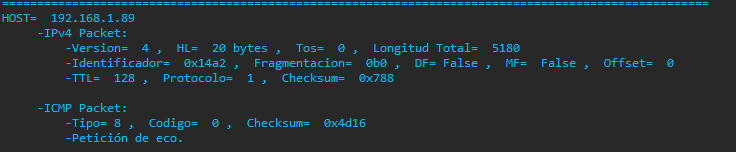 HOST=  192.168.1.89
-IPv4 Packet:
-Version=  4 ,  HL=  20 bytes ,  Tos=  0 ,  Longitud Total=  5180
-Identificador=  0x14a2 ,  Fragmentacion=  0b0 ,  DF= False ,  MF=  False ,  Offset=  0
-TTL=  128 ,  Protocolo=  1 ,  Checksum=  0x788
-ICMP Packet:
-Tipo= 8 ,  Codigo=  0 ,  Checksum=  0x4d16
-Petición de eco.